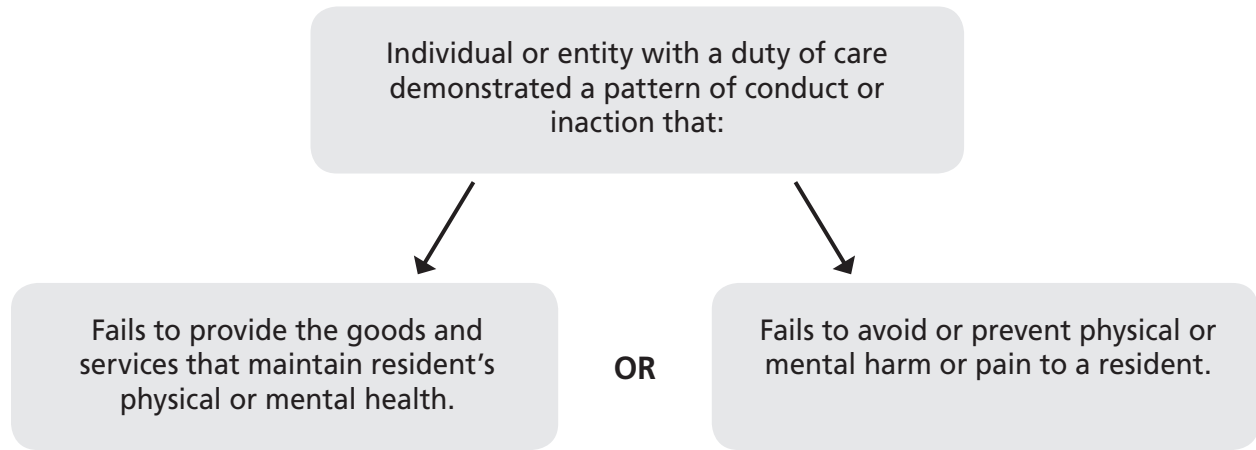 Individual or entity with a duty of care
demonstrated a pattern of conduct or
inaction that:
Fails to provide the goods and
services that maintain resident’s
physical or mental health.
OR
Fails to avoid or prevent physical or
mental harm or pain to a resident.